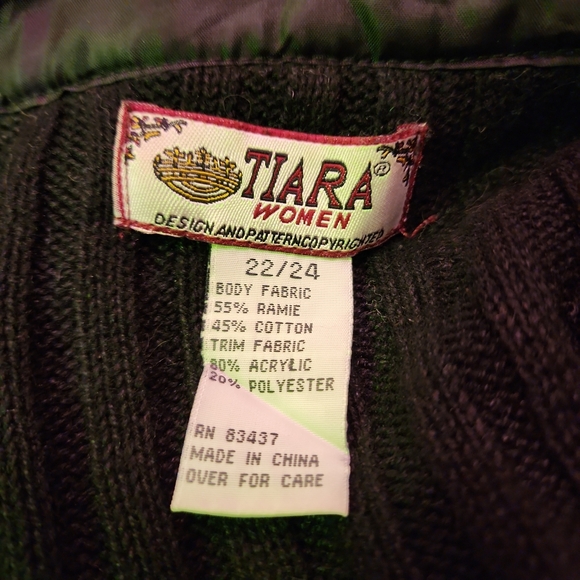 TIARA®
WOMEN
DESIGN AND PATTERN COPYRIGHTED
22/24
BODY FABRIC
55% RAMIE
45% COTTON
TRIM FABRIC
80% ACRYLIC
20% POLYESTER
RN 83437
MADE IN CHINA
OVER FOR CARE